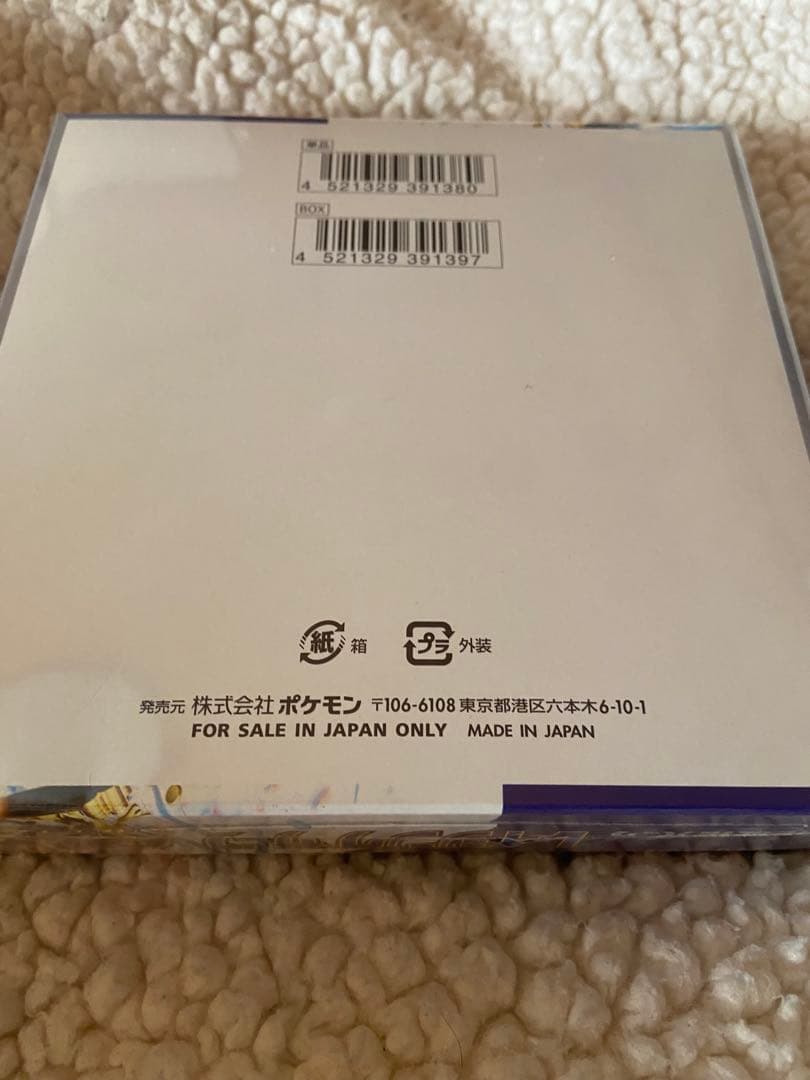 単品
4 521329 391380
BOX
4 521329 391397
紙 箱 プラ 外装
発売元 株式会社ポケモン 〒106-6108 東京都港区六本木6-10-1
FOR SALE IN JAPAN ONLY MADE IN JAPAN